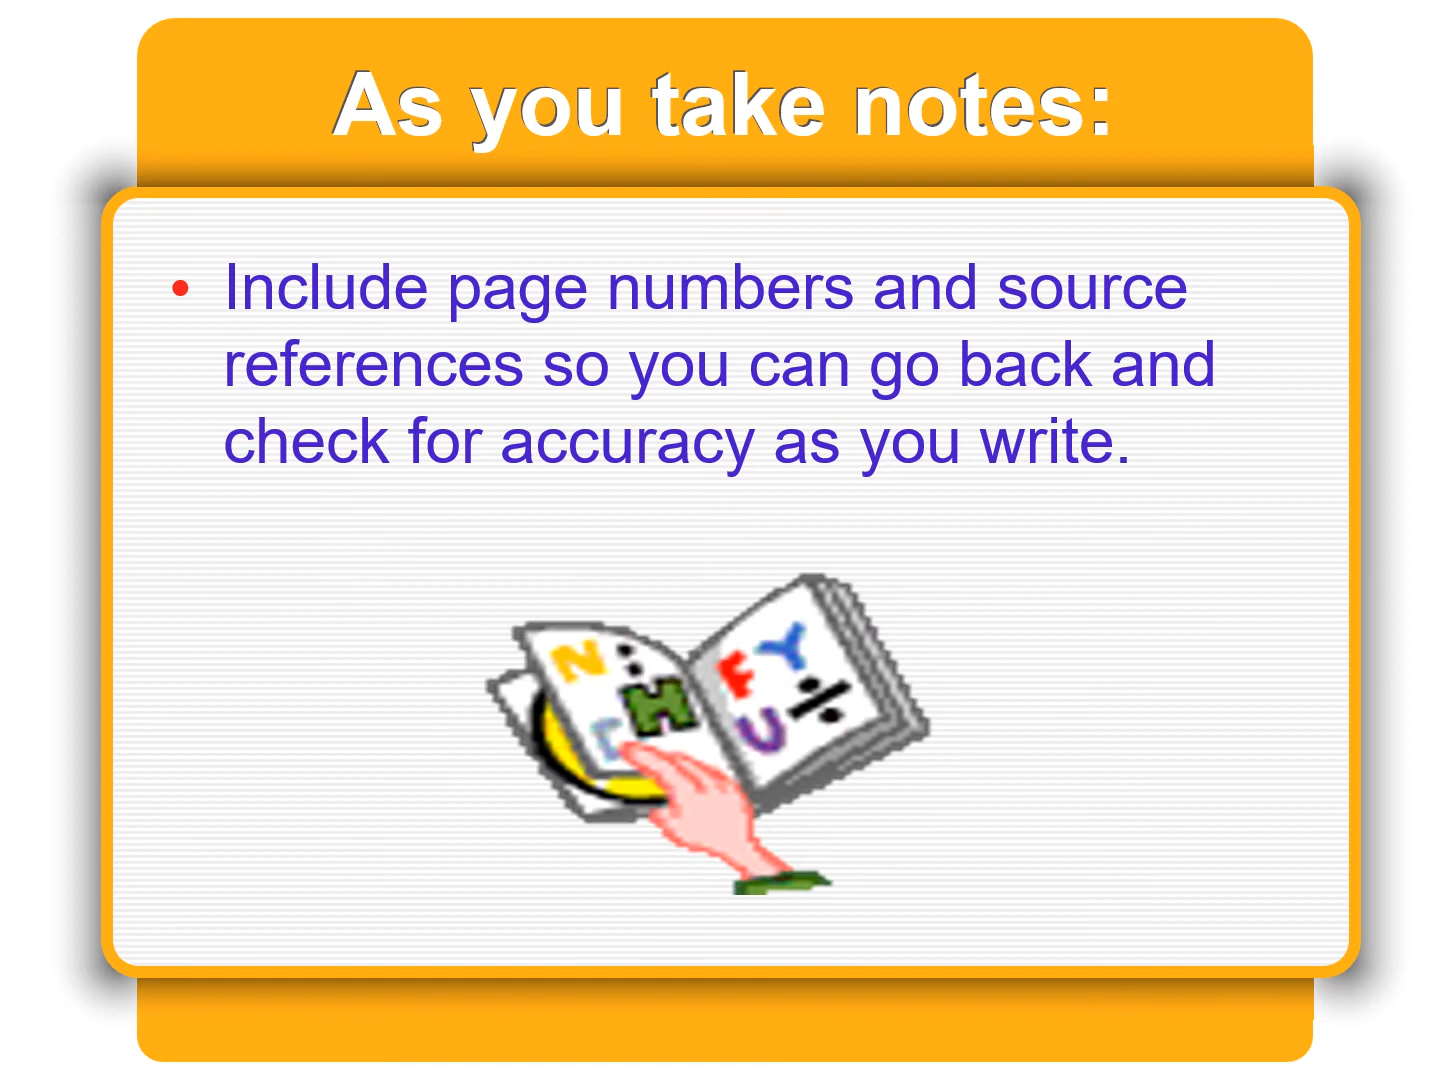 As you take notes:
• Include page numbers and source
references so you can go back and
check for accuracy as you write.
N
H
L
Y
F
U